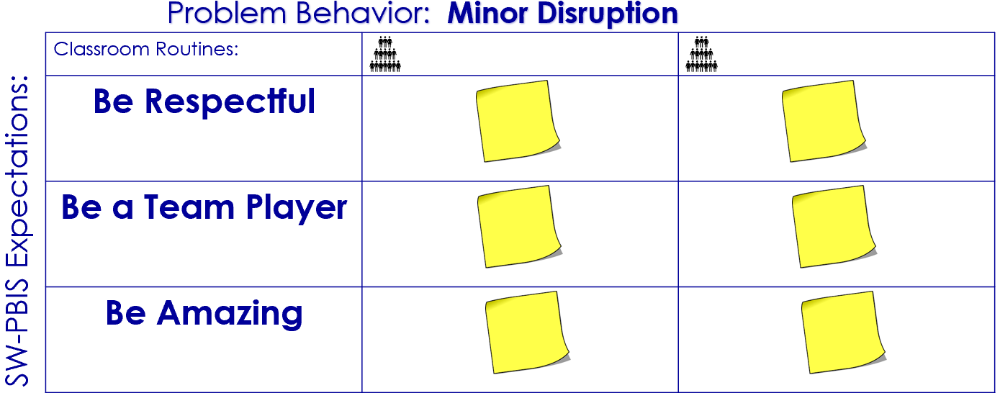 Problem Behavior: Minor Disruption
Classroom Routines:
SW-PBIS Expectations:
Be Respectful
Be a Team Player
Be Amazing